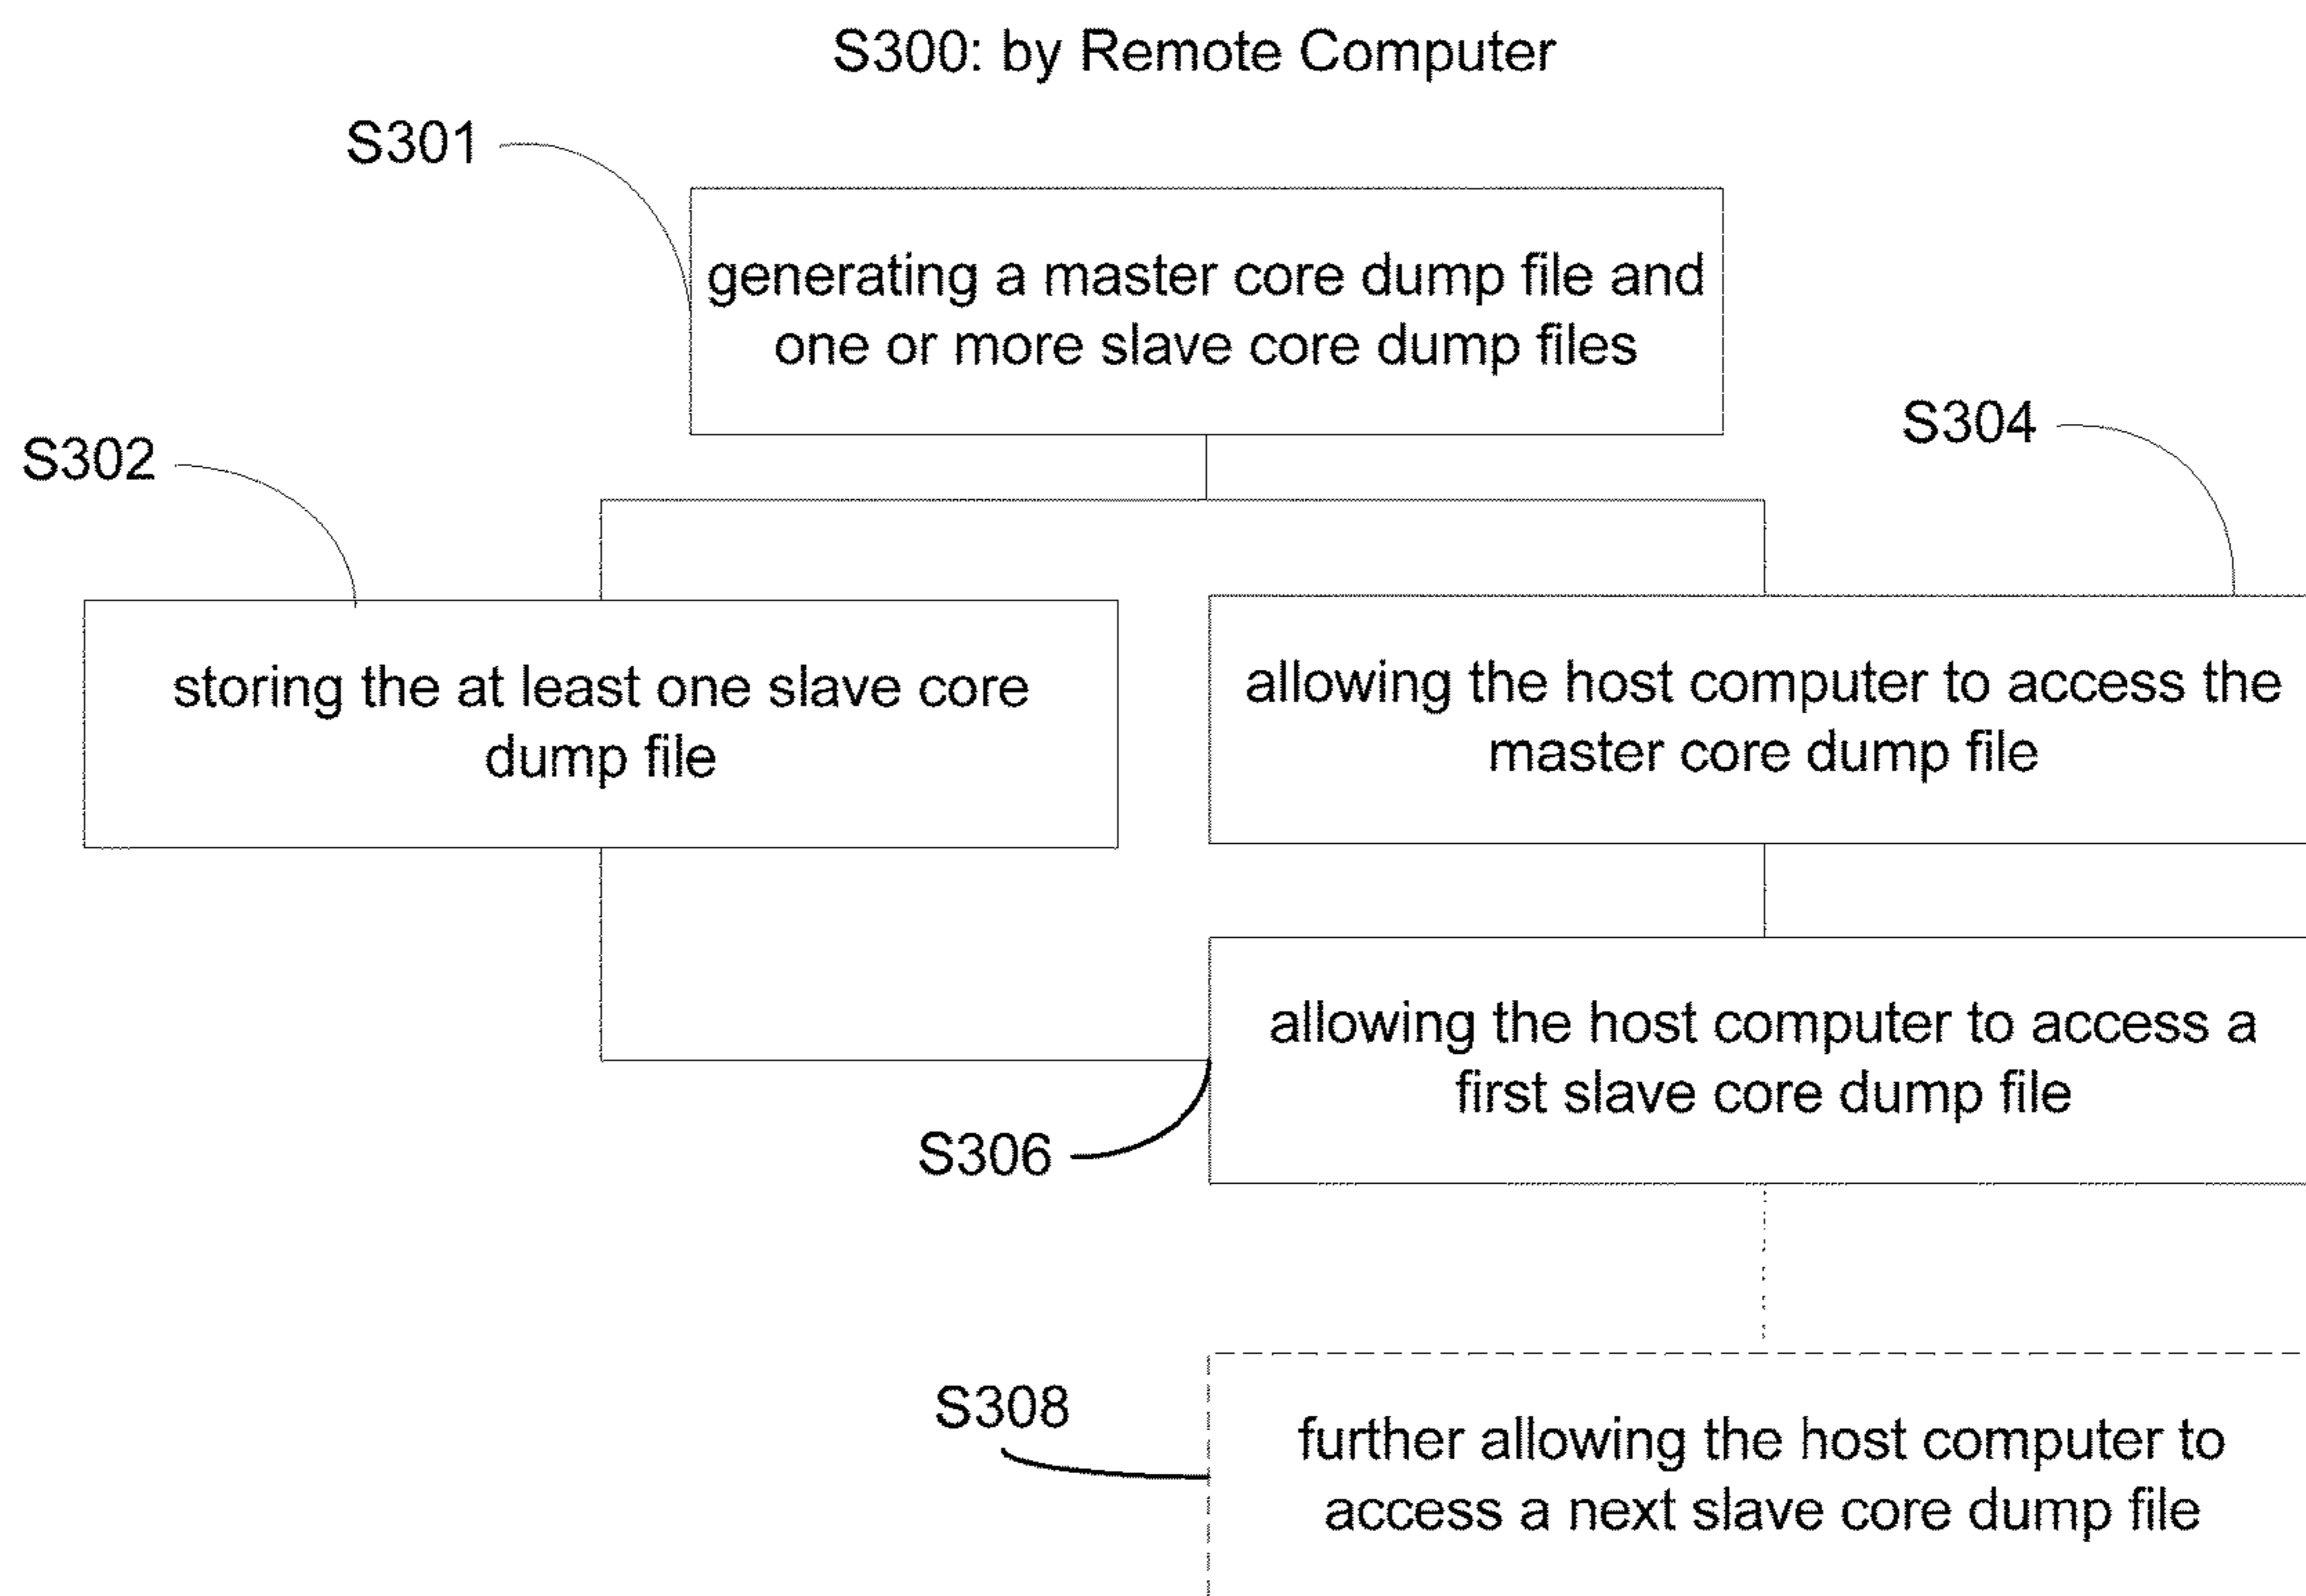 S300: by Remote Computer
S301
generating a master core dump file and
one or more slave core dump files
S302
S304
storing the at least one slave core
dump file
allowing the host computer to access the
master core dump file
allowing the host computer to access a
first slave core dump file
S306
S308
further allowing the host computer to
access a next slave core dump file